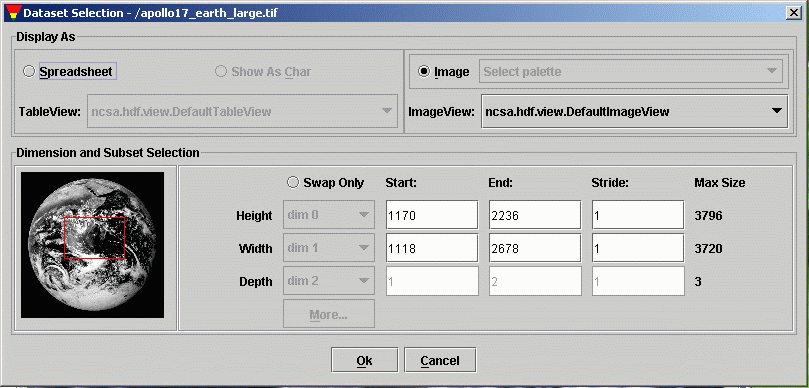 Dataset Selection - /apollo17_earth_large.tif
Display As
Spreadsheet Show As Char Image Select palette
TableView: ncsa.hdf.view.DefaultTableView ImageView: ncsa.hdf.view.DefaultImageView
Dimension and Subset Selection
Swap Only Start: End: Stride: Max Size
Height dim 0 1170 2236 1 3796
Width dim 1 1118 2678 1 3720
Depth dim 2 1 2 1 3
More...
Ok Cancel